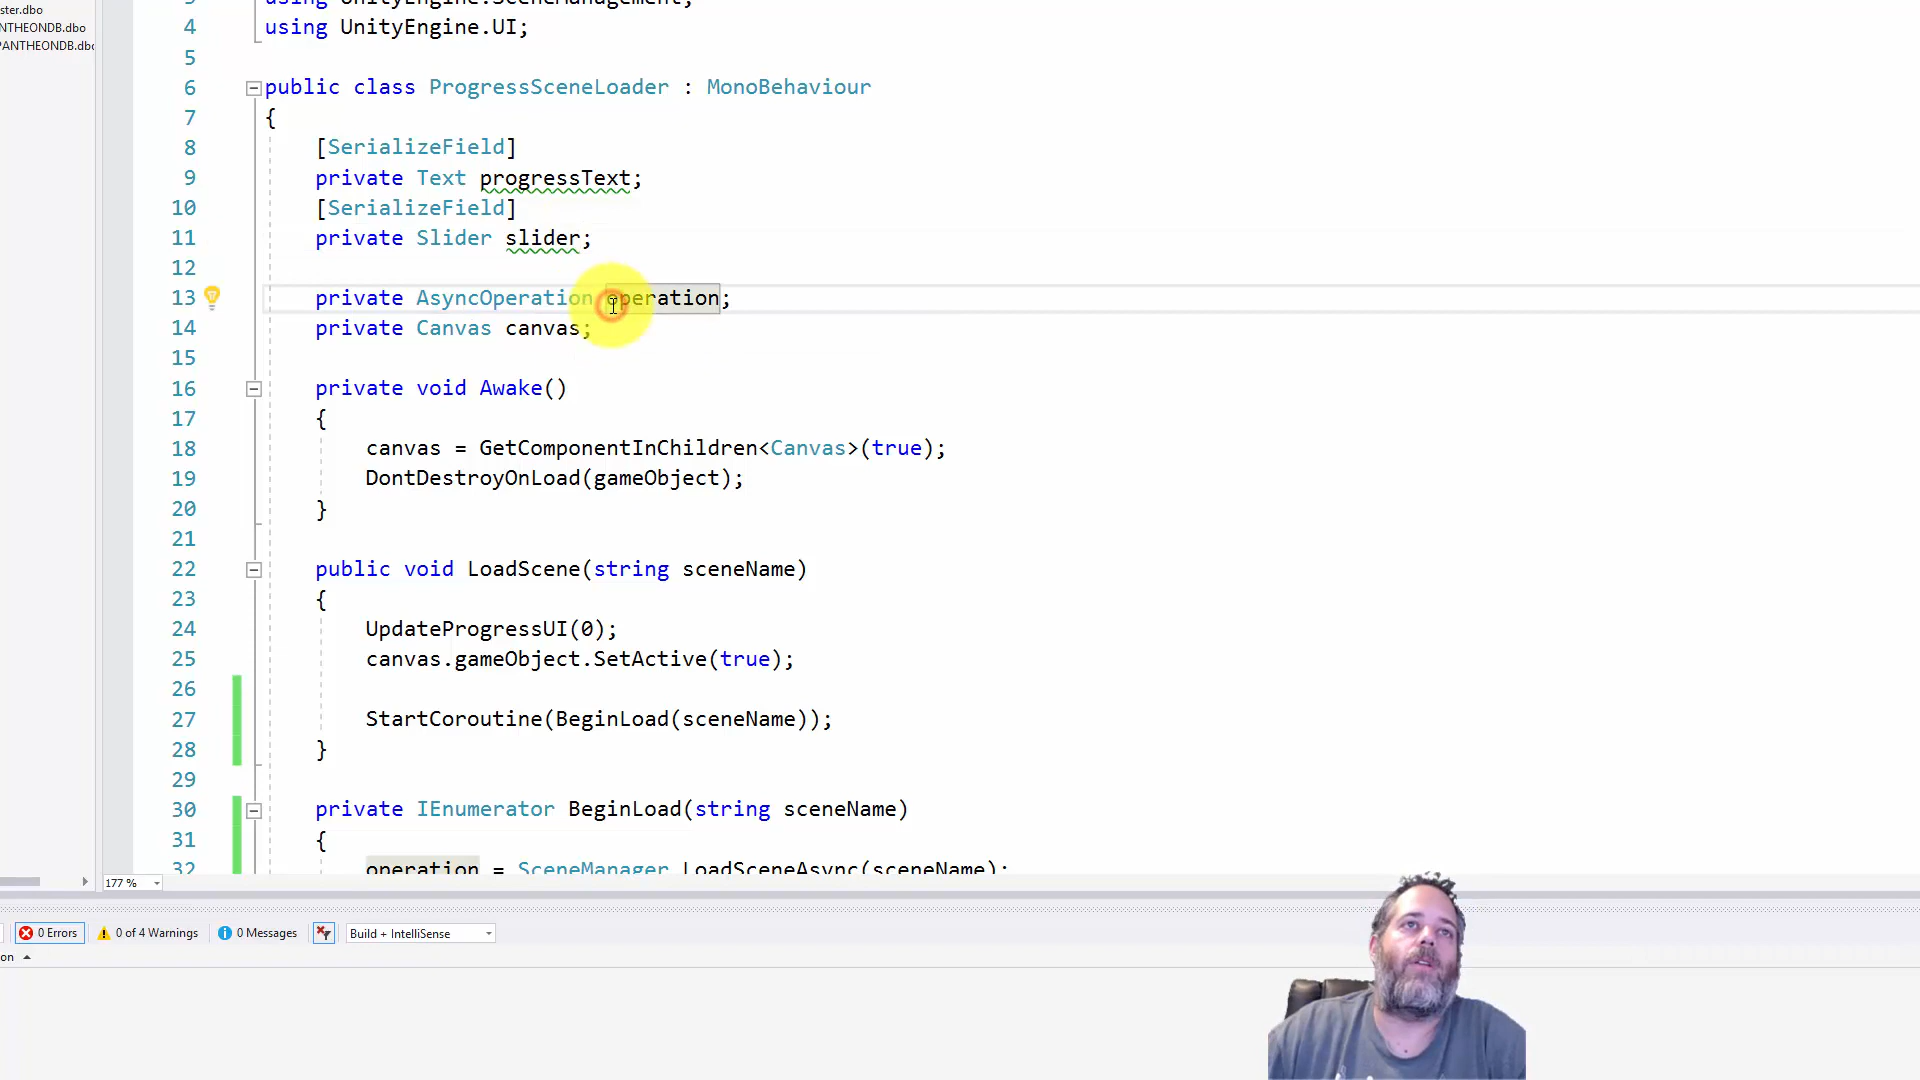 ster.dbo
NTHEONDB.dbo
PANTHEONDB.dbo
4 using UnityEngine.UI;
5
6 public class ProgressSceneLoader : MonoBehaviour
7 {
8 [SerializeField]
9 private Text progressText;
10 [SerializeField]
11 private Slider slider;
12
13 private AsyncOperation operation;
14 private Canvas canvas;
15
16 private void Awake()
17 {
18 canvas = GetComponentInChildren<Canvas>(true);
19 DontDestroyOnLoad(gameObject);
20 }
21
22 public void LoadScene(string sceneName)
23 {
24 UpdateProgressUI(0);
25 canvas.gameObject.SetActive(true);
26
27 StartCoroutine(BeginLoad(sceneName));
28 }
29
30 private IEnumerator BeginLoad(string sceneName)
31 {
32 operation = SceneManager.LoadSceneAsync(sceneName);
177 %
0 Errors 0 of 4 Warnings 0 Messages Build + IntelliSense
on